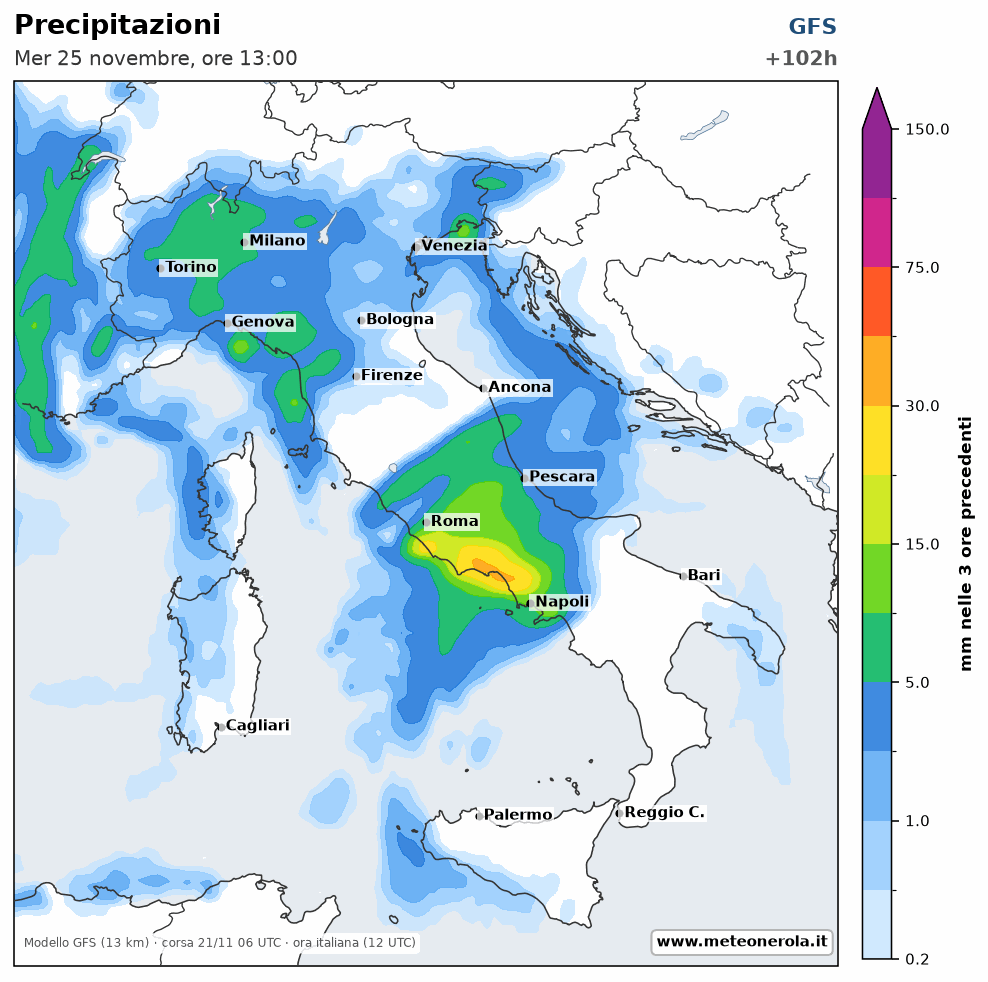 Precipitazioni
GFS
Mer 25 novembre, ore 13:00
+102h
150.0
75.0
30.0
15.0
5.0
1.0
0.2
mm nelle 3 ore precedenti
Milano
Venezia
Torino
Genova
Bologna
Firenze
Ancona
Pescara
Roma
Bari
Napoli
Cagliari
Palermo
Reggio C.
Modello GFS (13 km) · corsa 21/11 06 UTC · ora italiana (12 UTC)
www.meteonerola.it